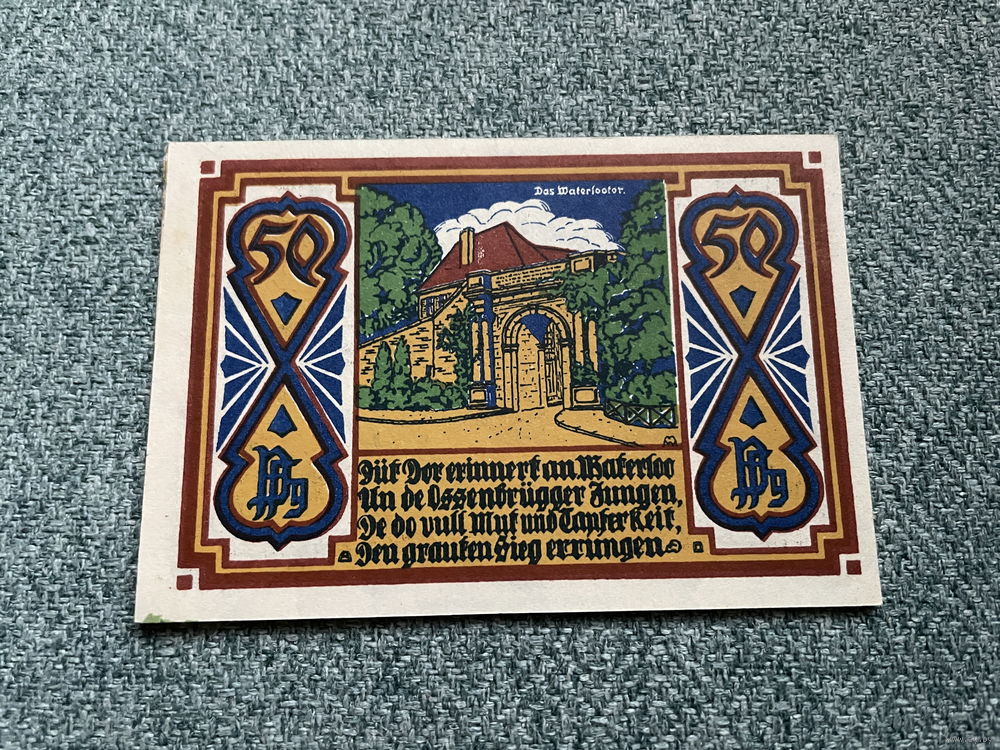 Das Waterlootor.
50
50
Düt Dor erinnert an Waterloo
Un de Ossenbrügger Jungen,
De do vull Mut und Tapferkeit,
Den grauten Sieg errungen
Pfg
Pfg